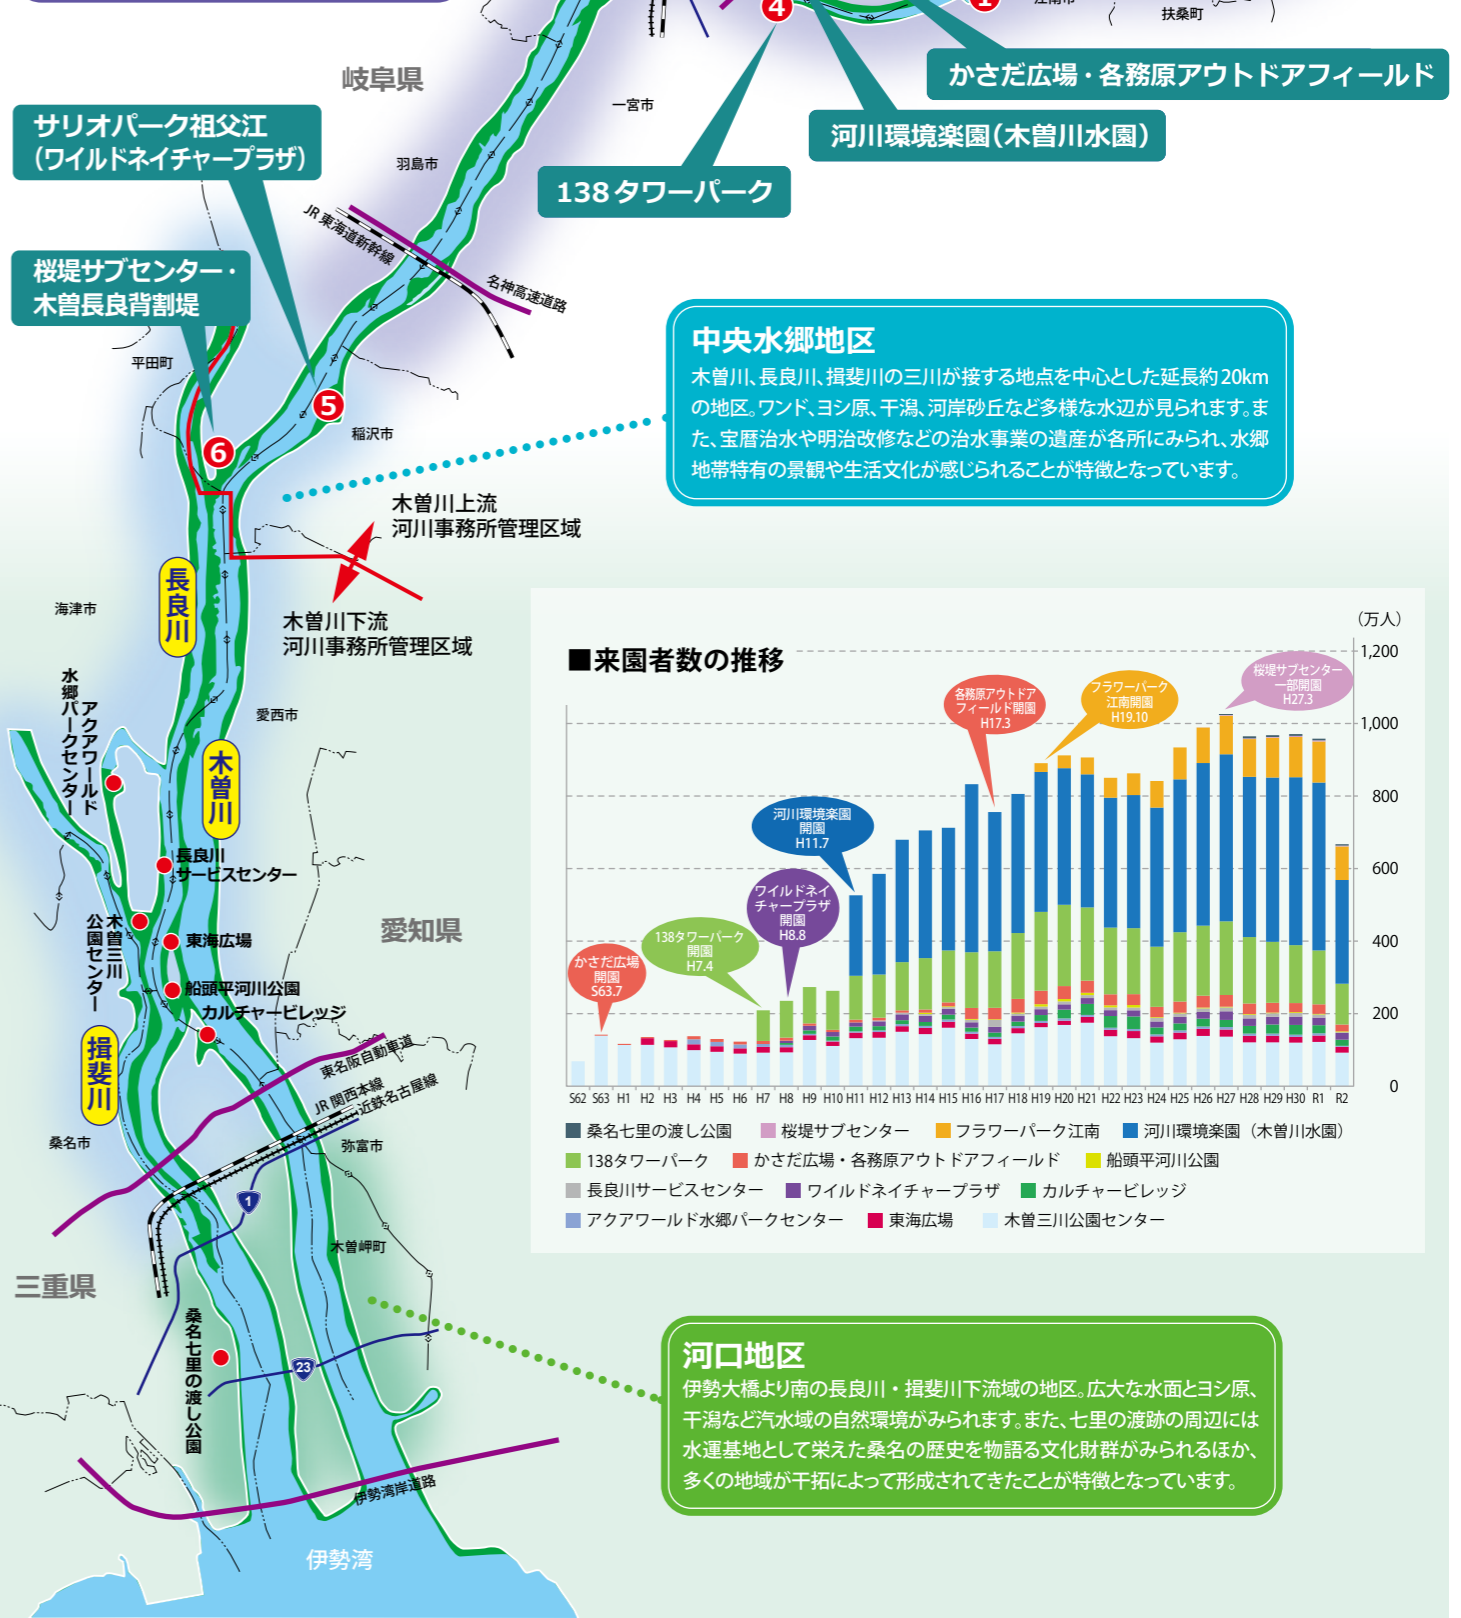 4
1
江南市
扶桑町
かさだ広場・各務原アウトドアフィールド
岐阜県
一宮市
サリオパーク祖父江
(ワイルドネイチャープラザ)
河川環境楽園(木曽川水園)
羽島市
138タワーパーク
JR東海道新幹線
名神高速道路
桜堤サブセンター・
木曽長良背割堤
平田町
5
稲沢市
6
中央水郷地区
木曽川、長良川、揖斐川の三川が接する地点を中心とした延長約20km
の地区。ワンド、ヨシ原、干潟、河岸砂丘など多様な水辺が見られます。ま
た、宝暦治水や明治改修などの治水事業の遺産が各所にみられ、水郷
地帯特有の景観や生活文化が感じられることが特徴となっています。
木曽川上流
河川事務所管理区域
長良川
海津市
木曽川下流
河川事務所管理区域
アクアワールド
水郷パークセンター
愛西市
木曽川
長良川
サービスセンター
木曽三川
公園センター
東海広場
愛知県
船頭平河川公園
カルチャービレッジ
揖斐川
東名阪自動車道
JR関西本線
近鉄名古屋線
桑名市
弥富市
1
木曽岬町
三重県
桑名七里の渡し公園
23
伊勢湾岸道路
伊勢湾
■来園者数の推移
(万人)
1,200
1,000
800
600
400
200
0
かさだ広場
開園
S63.7
138タワーパーク
開園
H7.4
ワイルドネイ
チャープラザ
開園
H8.8
河川環境楽園
開園
H11.7
各務原アウトドア
フィールド開園
H17.3
フラワーパーク
江南開園
H19.10
桜堤サブセンター
一部開園
H27.3
S62 S63 H1 H2 H3 H4 H5 H6 H7 H8 H9 H10 H11 H12 H13 H14 H15 H16 H17 H18 H19 H20 H21 H22 H23 H24 H25 H26 H27 H28 H29 H30 R1 R2
桑名七里の渡し公園 桜堤サブセンター フラワーパーク江南 河川環境楽園(木曽川水園)
138タワーパーク かさだ広場・各務原アウトドアフィールド 船頭平河川公園
長良川サービスセンター ワイルドネイチャープラザ カルチャービレッジ
アクアワールド水郷パークセンター 東海広場 木曽三川公園センター
河口地区
伊勢大橋より南の長良川・揖斐川下流域の地区。広大な水面とヨシ原、
干潟など汽水域の自然環境がみられます。また、七里の渡跡の周辺には
水運基地として栄えた桑名の歴史を物語る文化財群がみられるほか、
多くの地域が干拓によって形成されてきたことが特徴となっています。